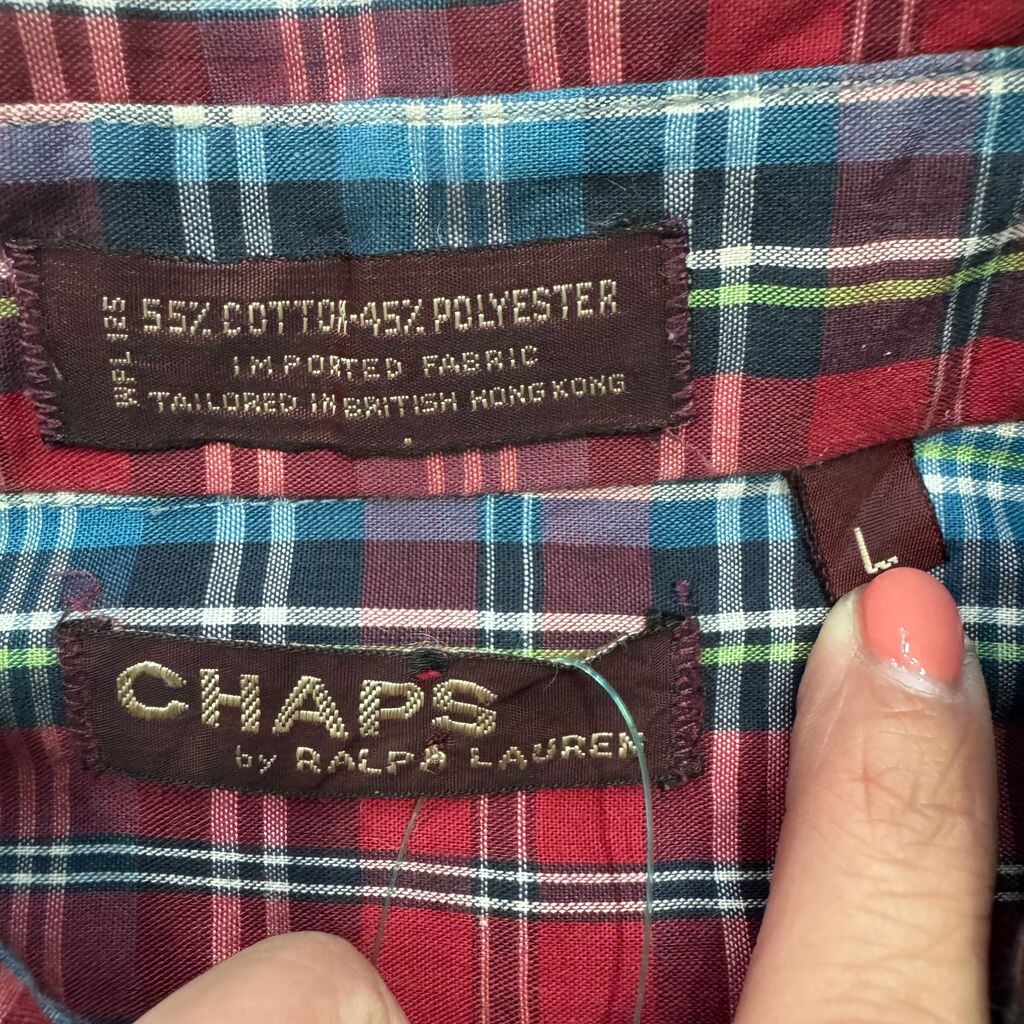 55% COTTON-45% POLYESTER
IMPORTED FABRIC
TAILORED IN BRITISH HONG KONG
L
CHAPS
by RALPH LAUREN